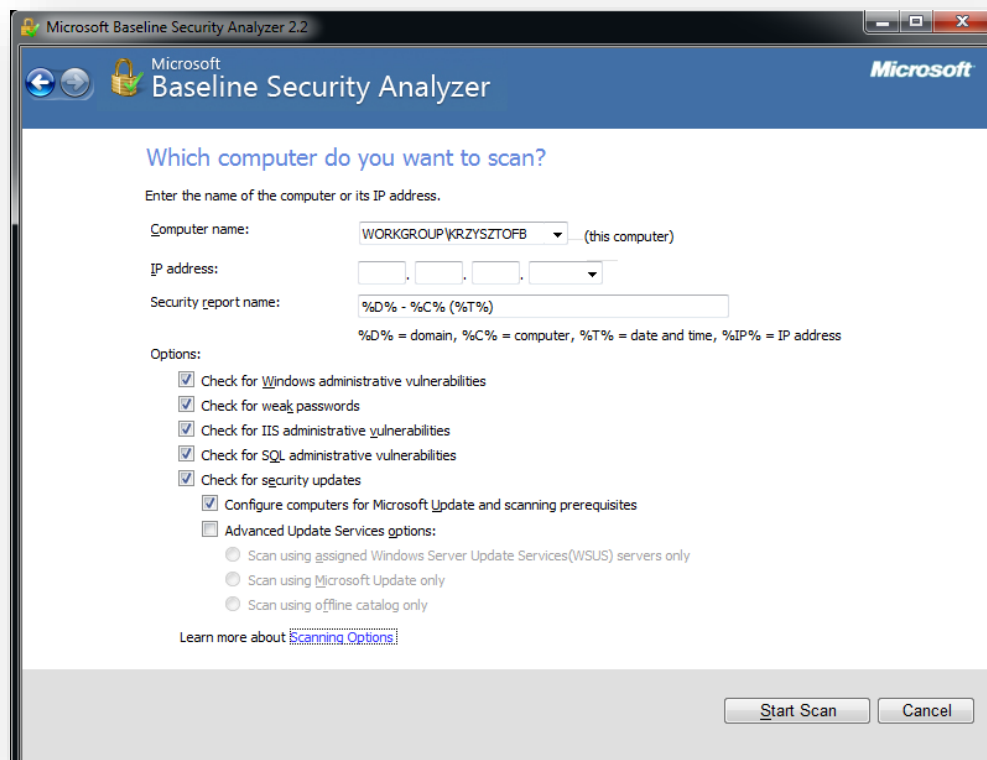 Microsoft Baseline Security Analyzer 2.2
Microsoft
Baseline Security Analyzer
Microsoft
Which computer do you want to scan?
Enter the name of the computer or its IP address.
Computer name:
WORKGROUP\KRZYSZTOFB
(this computer)
IP address:
. . .
Security report name:
%D% - %C% (%T%)
%D% = domain, %C% = computer, %T% = date and time, %IP% = IP address
Options:
Check for Windows administrative vulnerabilities
Check for weak passwords
Check for IIS administrative vulnerabilities
Check for SQL administrative vulnerabilities
Check for security updates
Configure computers for Microsoft Update and scanning prerequisites
Advanced Update Services options:
Scan using assigned Windows Server Update Services(WSUS) servers only
Scan using Microsoft Update only
Scan using offline catalog only
Learn more about Scanning Options
Start Scan
Cancel